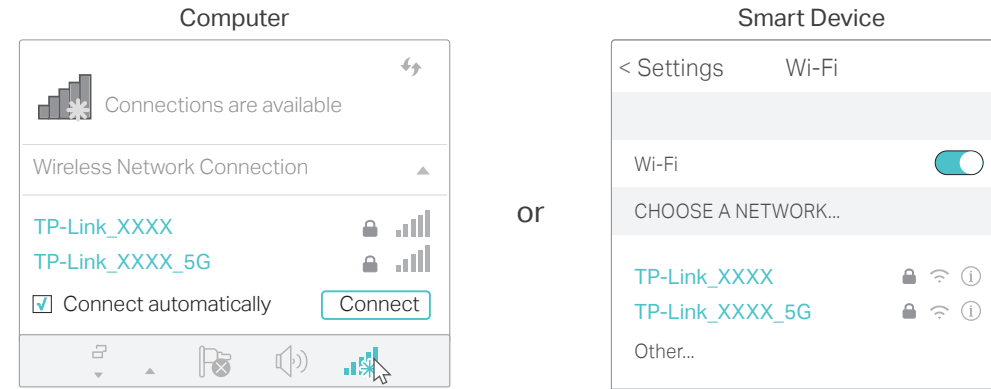 Computer
Connections are available
Wireless Network Connection
TP-Link_XXXX
TP-Link_XXXX_5G
Connect automatically
Connect
or
Smart Device
< Settings
Wi-Fi
Wi-Fi
CHOOSE A NETWORK...
TP-Link_XXXX
TP-Link_XXXX_5G
Other...